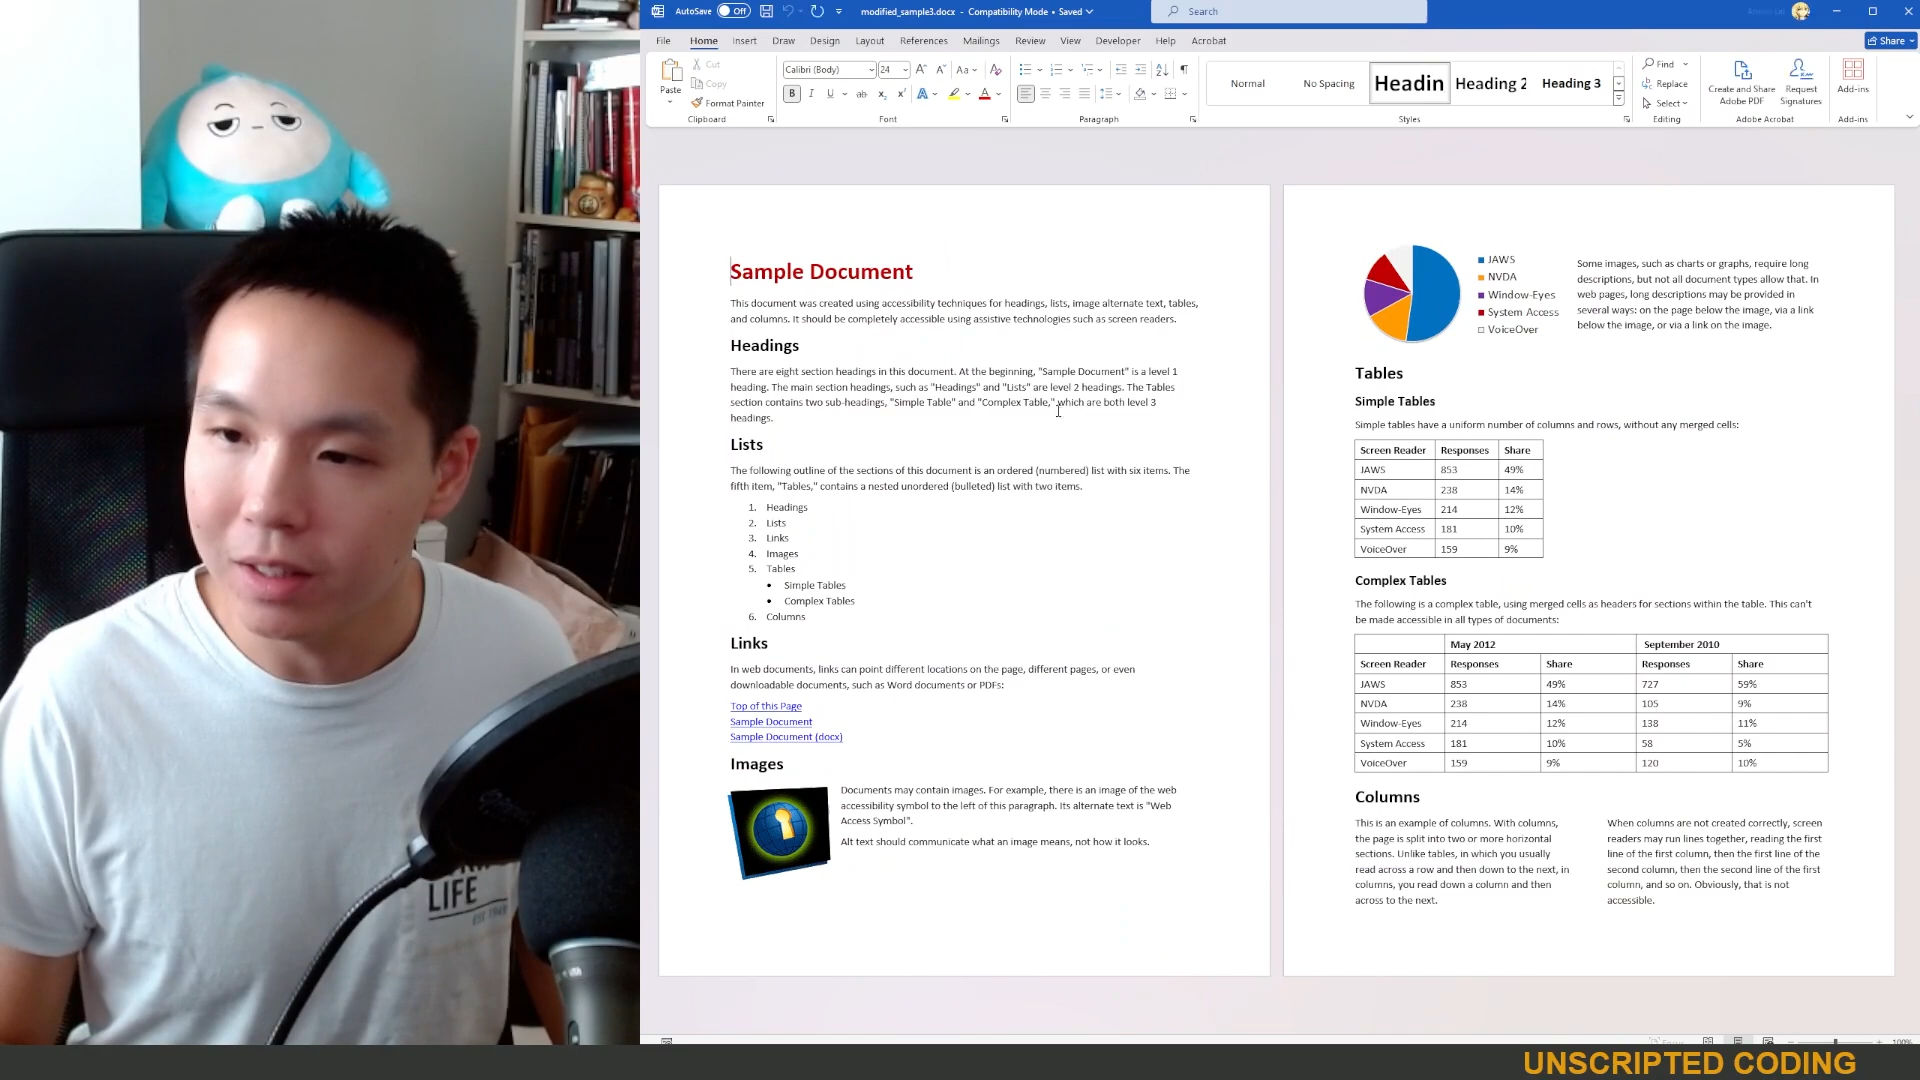 AutoSave Off modified_sample3.docx - Compatibility Mode • Saved Search
File Home Insert Draw Design Layout References Mailings Review View Developer Help Acrobat Share
Paste
Cut
Copy
Format Painter
Clipboard
Calibri (Body) 24
Font
Paragraph
Normal No Spacing Headin Heading 2 Heading 3
Styles
Find
Replace
Select
Editing
Create and Share
Adobe PDF
Request
Signatures
Adobe Acrobat
Add-ins
Add-ins
Sample Document
This document was created using accessibility techniques for headings, lists, image alternate text, tables,
and columns. It should be completely accessible using assistive technologies such as screen readers.
Headings
There are eight section headings in this document. At the beginning, "Sample Document" is a level 1
heading. The main section headings, such as "Headings" and "Lists" are level 2 headings. The Tables
section contains two sub-headings, "Simple Table" and "Complex Table," which are both level 3
headings.
Lists
The following outline of the sections of this document is an ordered (numbered) list with six items. The
fifth item, "Tables," contains a nested unordered (bulleted) list with two items.
1. Headings
2. Lists
3. Links
4. Images
5. Tables
• Simple Tables
• Complex Tables
6. Columns
Links
In web documents, links can point different locations on the page, different pages, or even
downloadable documents, such as Word documents or PDFs:
Top of this Page
Sample Document
Sample Document (docx)
Images
Documents may contain images. For example, there is an image of the web
accessibility symbol to the left of this paragraph. Its alternate text is "Web
Access Symbol".
Alt text should communicate what an image means, not how it looks.
JAWS
NVDA
Window-Eyes
System Access
VoiceOver
Some images, such as charts or graphs, require long
descriptions, but not all document types allow that. In
web pages, long descriptions may be provided in
several ways: on the page below the image, via a link
below the image, or via a link on the image.
Tables
Simple Tables
Simple tables have a uniform number of columns and rows, without any merged cells:
Screen Reader Responses Share
JAWS 853 49%
NVDA 238 14%
Window-Eyes 214 12%
System Access 181 10%
VoiceOver 159 9%
Complex Tables
The following is a complex table, using merged cells as headers for sections within the table. This can't
be made accessible in all types of documents:
May 2012 September 2010
Screen Reader Responses Share Responses Share
JAWS 853 49% 727 59%
NVDA 238 14% 105 9%
Window-Eyes 214 12% 138 11%
System Access 181 10% 58 5%
VoiceOver 159 9% 120 10%
Columns
This is an example of columns. With columns,
the page is split into two or more horizontal
sections. Unlike tables, in which you usually
read across a row and then down to the next, in
columns, you read down a column and then
across to the next.
When columns are not created correctly, screen
readers may run lines together, reading the first
line of the first column, then the first line of the
second column, then the second line of the first
column, and so on. Obviously, that is not
accessible.
LIFE
UNSCRIPTED CODING